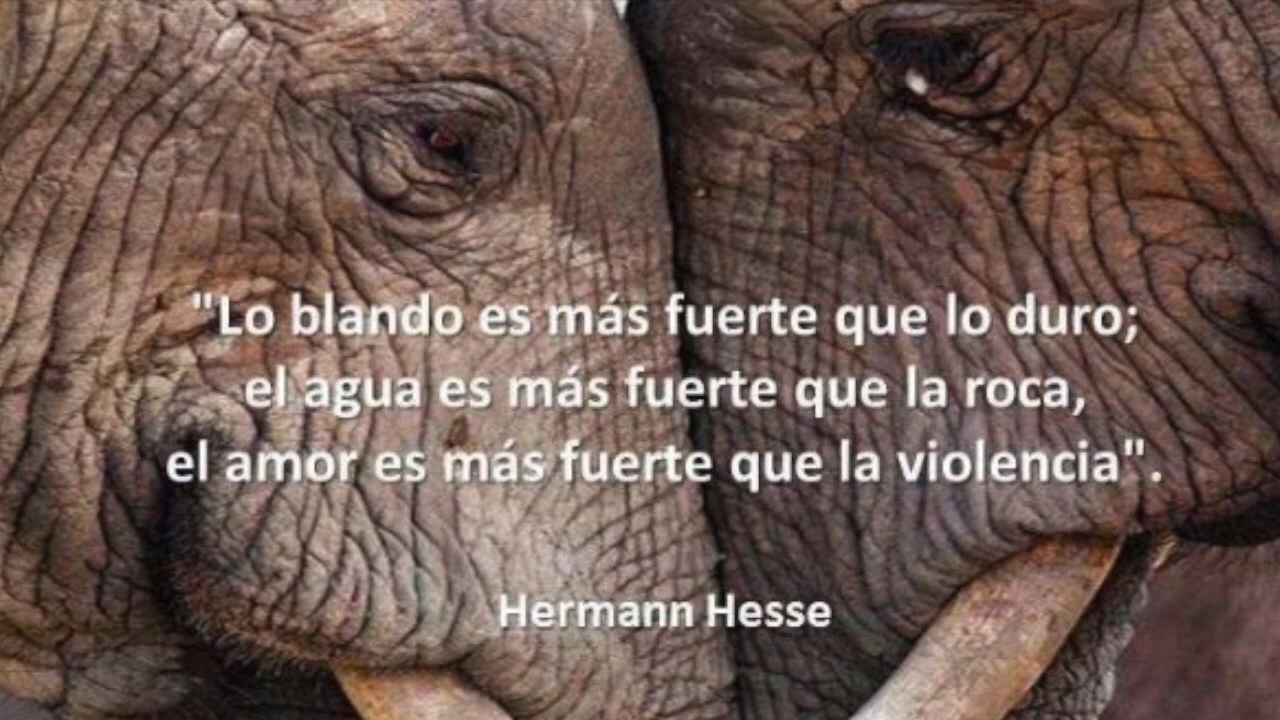 "Lo blando es más fuerte que lo duro;
el agua es más fuerte que la roca,
el amor es más fuerte que la violencia".
Hermann Hesse